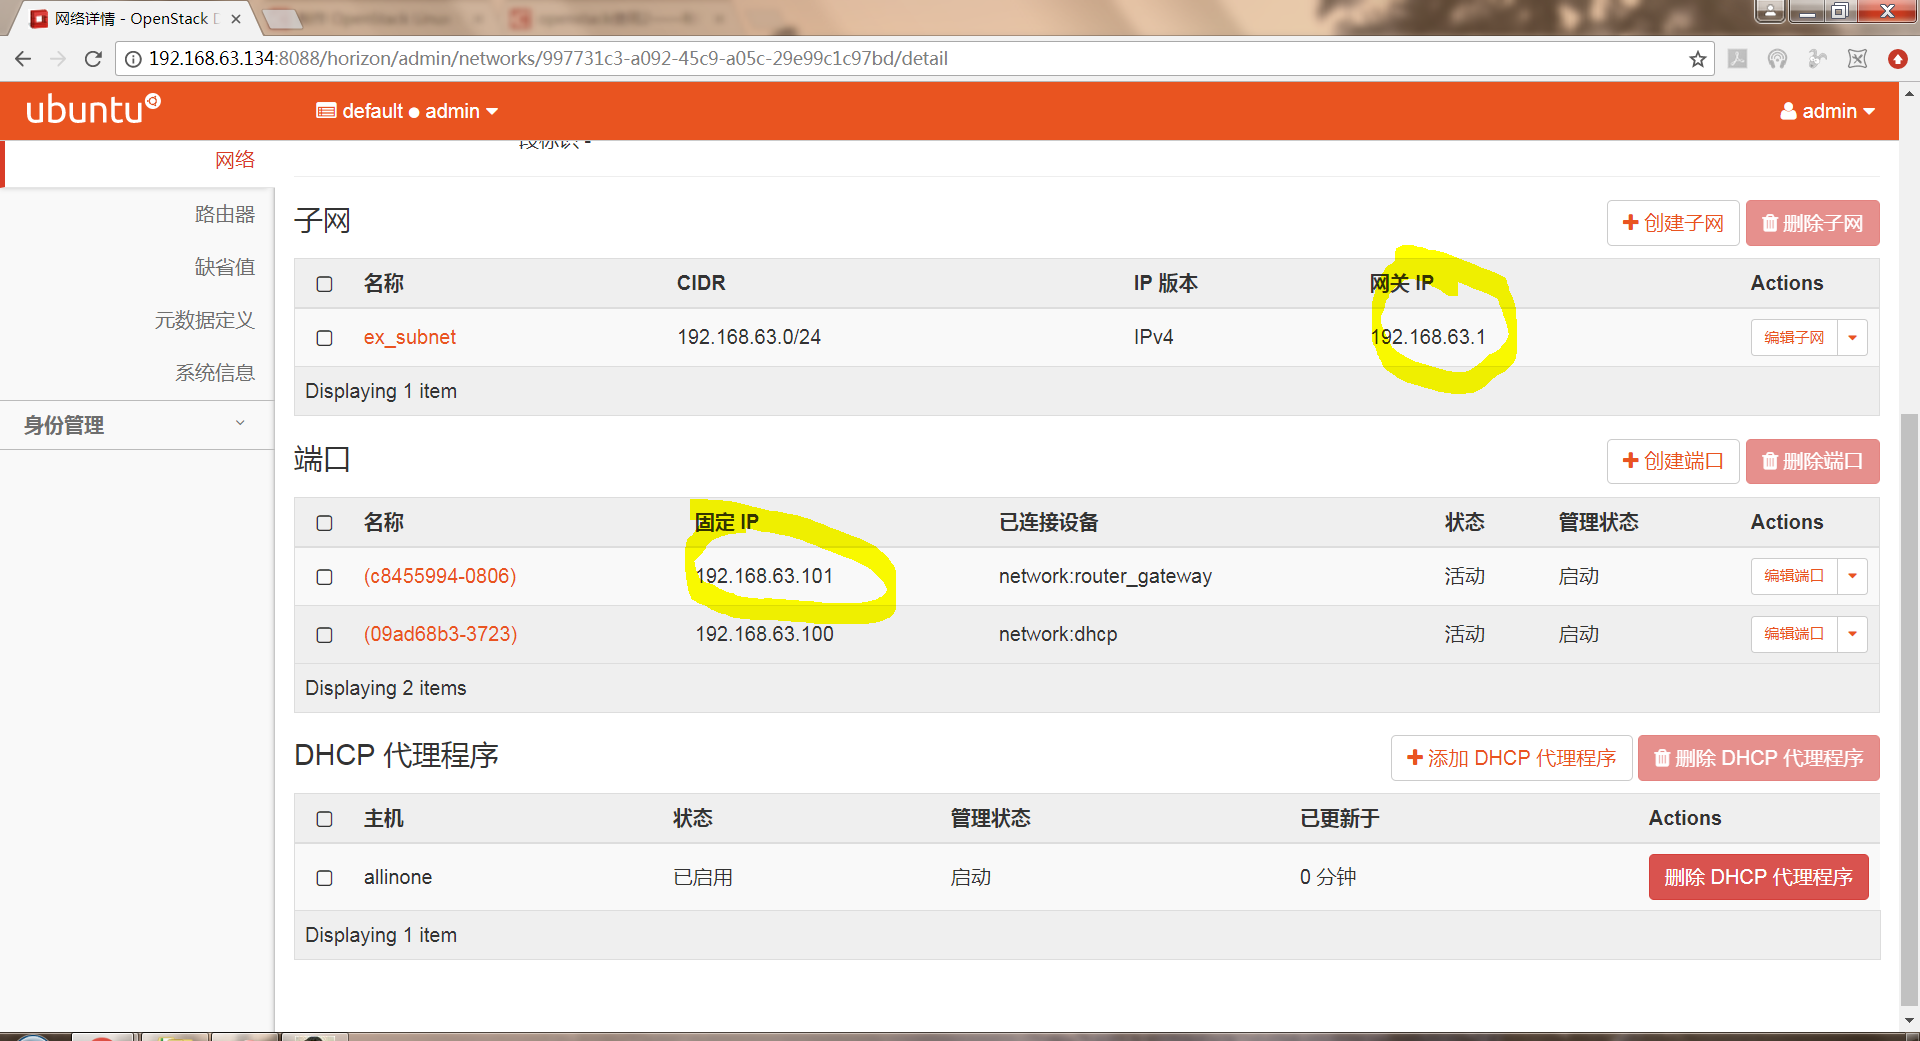 网络详情 - OpenStack D
192.168.63.134:8088/horizon/admin/networks/997731c3-a092-45c9-a05c-29e99c1c97bd/detail
ubuntu
default ● admin
admin
段标识 -
网络
路由器
缺省值
元数据定义
系统信息
身份管理
子网
创建子网 删除子网
名称 CIDR IP 版本 网关 IP Actions
ex_subnet 192.168.63.0/24 IPv4 192.168.63.1 编辑子网
Displaying 1 item
端口
创建端口 删除端口
名称 固定 IP 已连接设备 状态 管理状态 Actions
(c8455994-0806) 192.168.63.101 network:router_gateway 活动 启动 编辑端口
(09ad68b3-3723) 192.168.63.100 network:dhcp 活动 启动 编辑端口
Displaying 2 items
DHCP 代理程序
添加 DHCP 代理程序 删除 DHCP 代理程序
主机 状态 管理状态 已更新于 Actions
allinone 已启用 启动 0 分钟 删除 DHCP 代理程序
Displaying 1 item